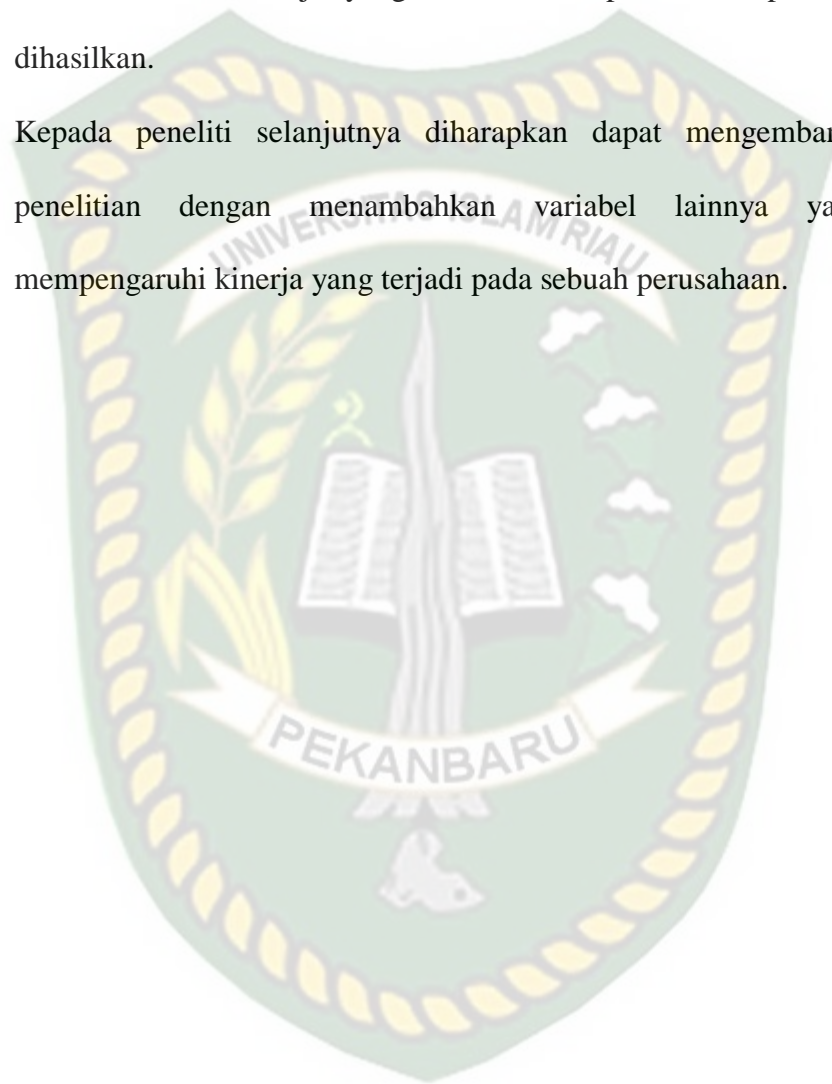 dihasilkan.
Kepada peneliti selanjutnya diharapkan dapat mengemban
penelitian dengan menambahkan variabel lainnya ya
mempengaruhi kinerja yang terjadi pada sebuah perusahaan.
UNIVERSITAS ISLAM RIAU
PEKANBARU